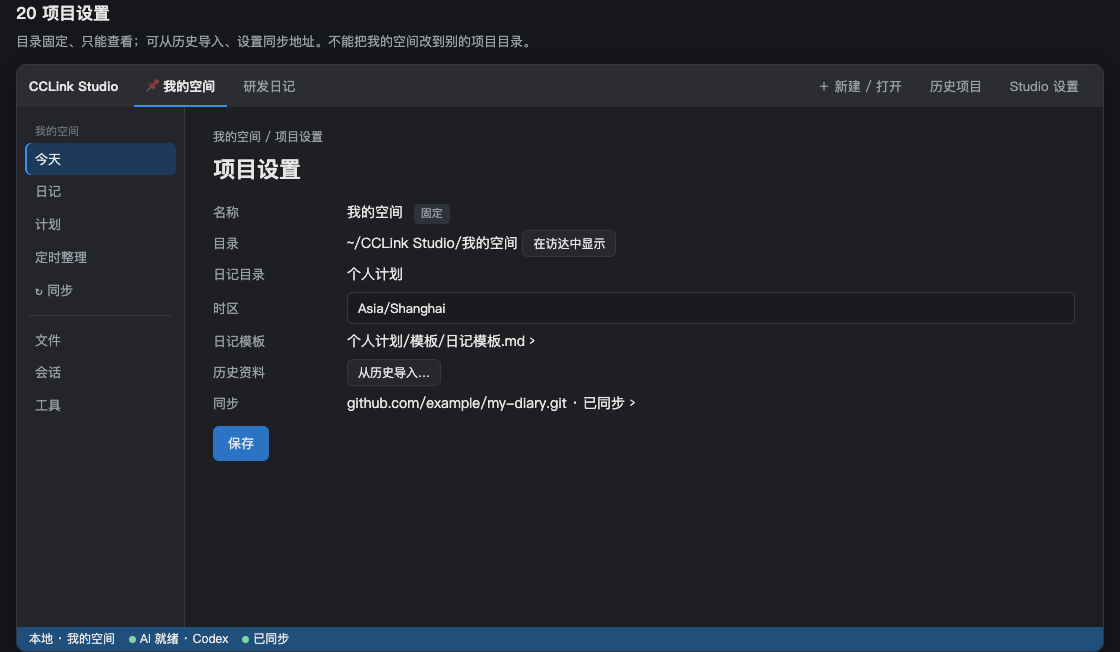 20 项目设置
目录固定、只能查看；可从历史导入、设置同步地址。不能把我的空间改到别的项目目录。
CCLink Studio 📌 我的空间 研发日记 + 新建 / 打开 历史项目 Studio 设置
我的空间
今天
日记
计划
定时整理
↻ 同步
文件
会话
工具
我的空间 / 项目设置
项目设置
名称 我的空间 固定
目录 ~/CCLink Studio/我的空间 在访达中显示
日记目录 个人计划
时区 Asia/Shanghai
日记模板 个人计划/模板/日记模板.md ›
历史资料 从历史导入…
同步 github.com/example/my-diary.git · 已同步 ›
保存
本地 · 我的空间 ● AI 就绪 · Codex ● 已同步